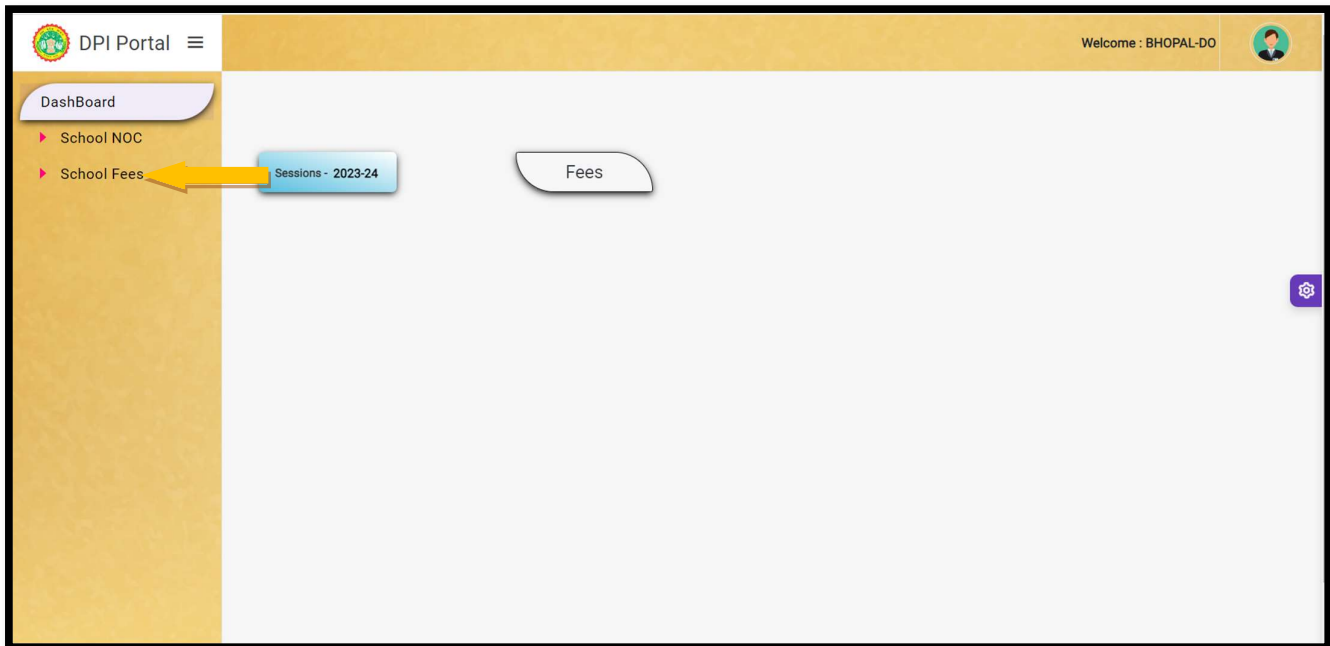 DPI Portal
Welcome : BHOPAL-DO
DashBoard
School NOC
School Fees
Sessions - 2023-24
Fees